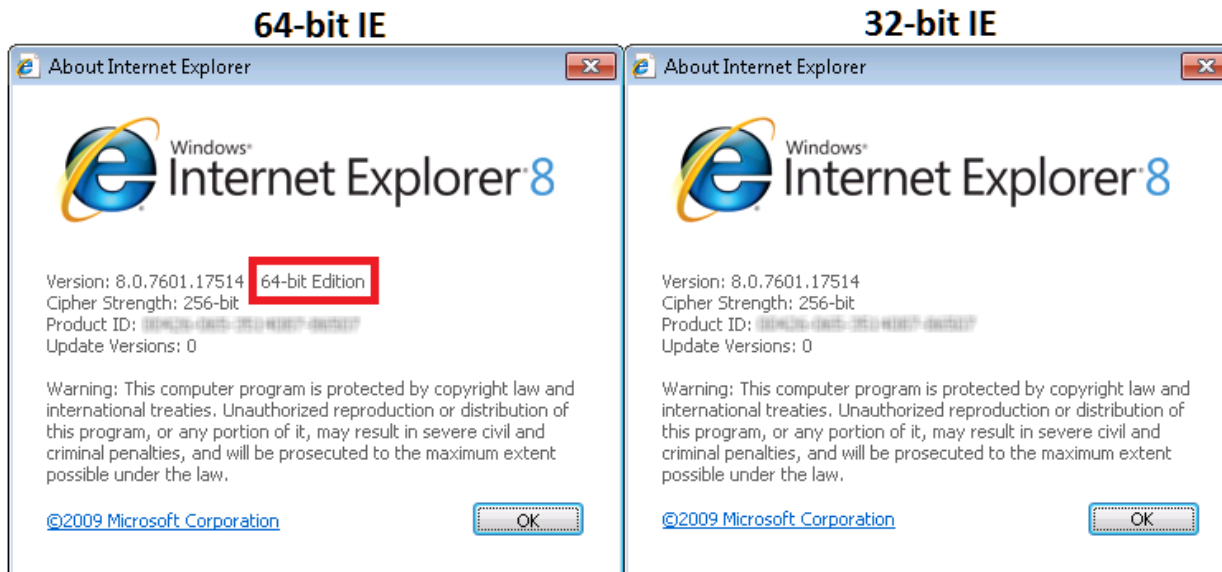 64-bit IE
About Internet Explorer
Windows®
Internet Explorer 8
Version: 8.0.7601.17514 64-bit Edition
Cipher Strength: 256-bit
Product ID:
Update Versions: 0
Warning: This computer program is protected by copyright law and
international treaties. Unauthorized reproduction or distribution of
this program, or any portion of it, may result in severe civil and
criminal penalties, and will be prosecuted to the maximum extent
possible under the law.
©2009 Microsoft Corporation
OK
32-bit IE
About Internet Explorer
Windows®
Internet Explorer 8
Version: 8.0.7601.17514
Cipher Strength: 256-bit
Product ID:
Update Versions: 0
Warning: This computer program is protected by copyright law and
international treaties. Unauthorized reproduction or distribution of
this program, or any portion of it, may result in severe civil and
criminal penalties, and will be prosecuted to the maximum extent
possible under the law.
©2009 Microsoft Corporation
OK